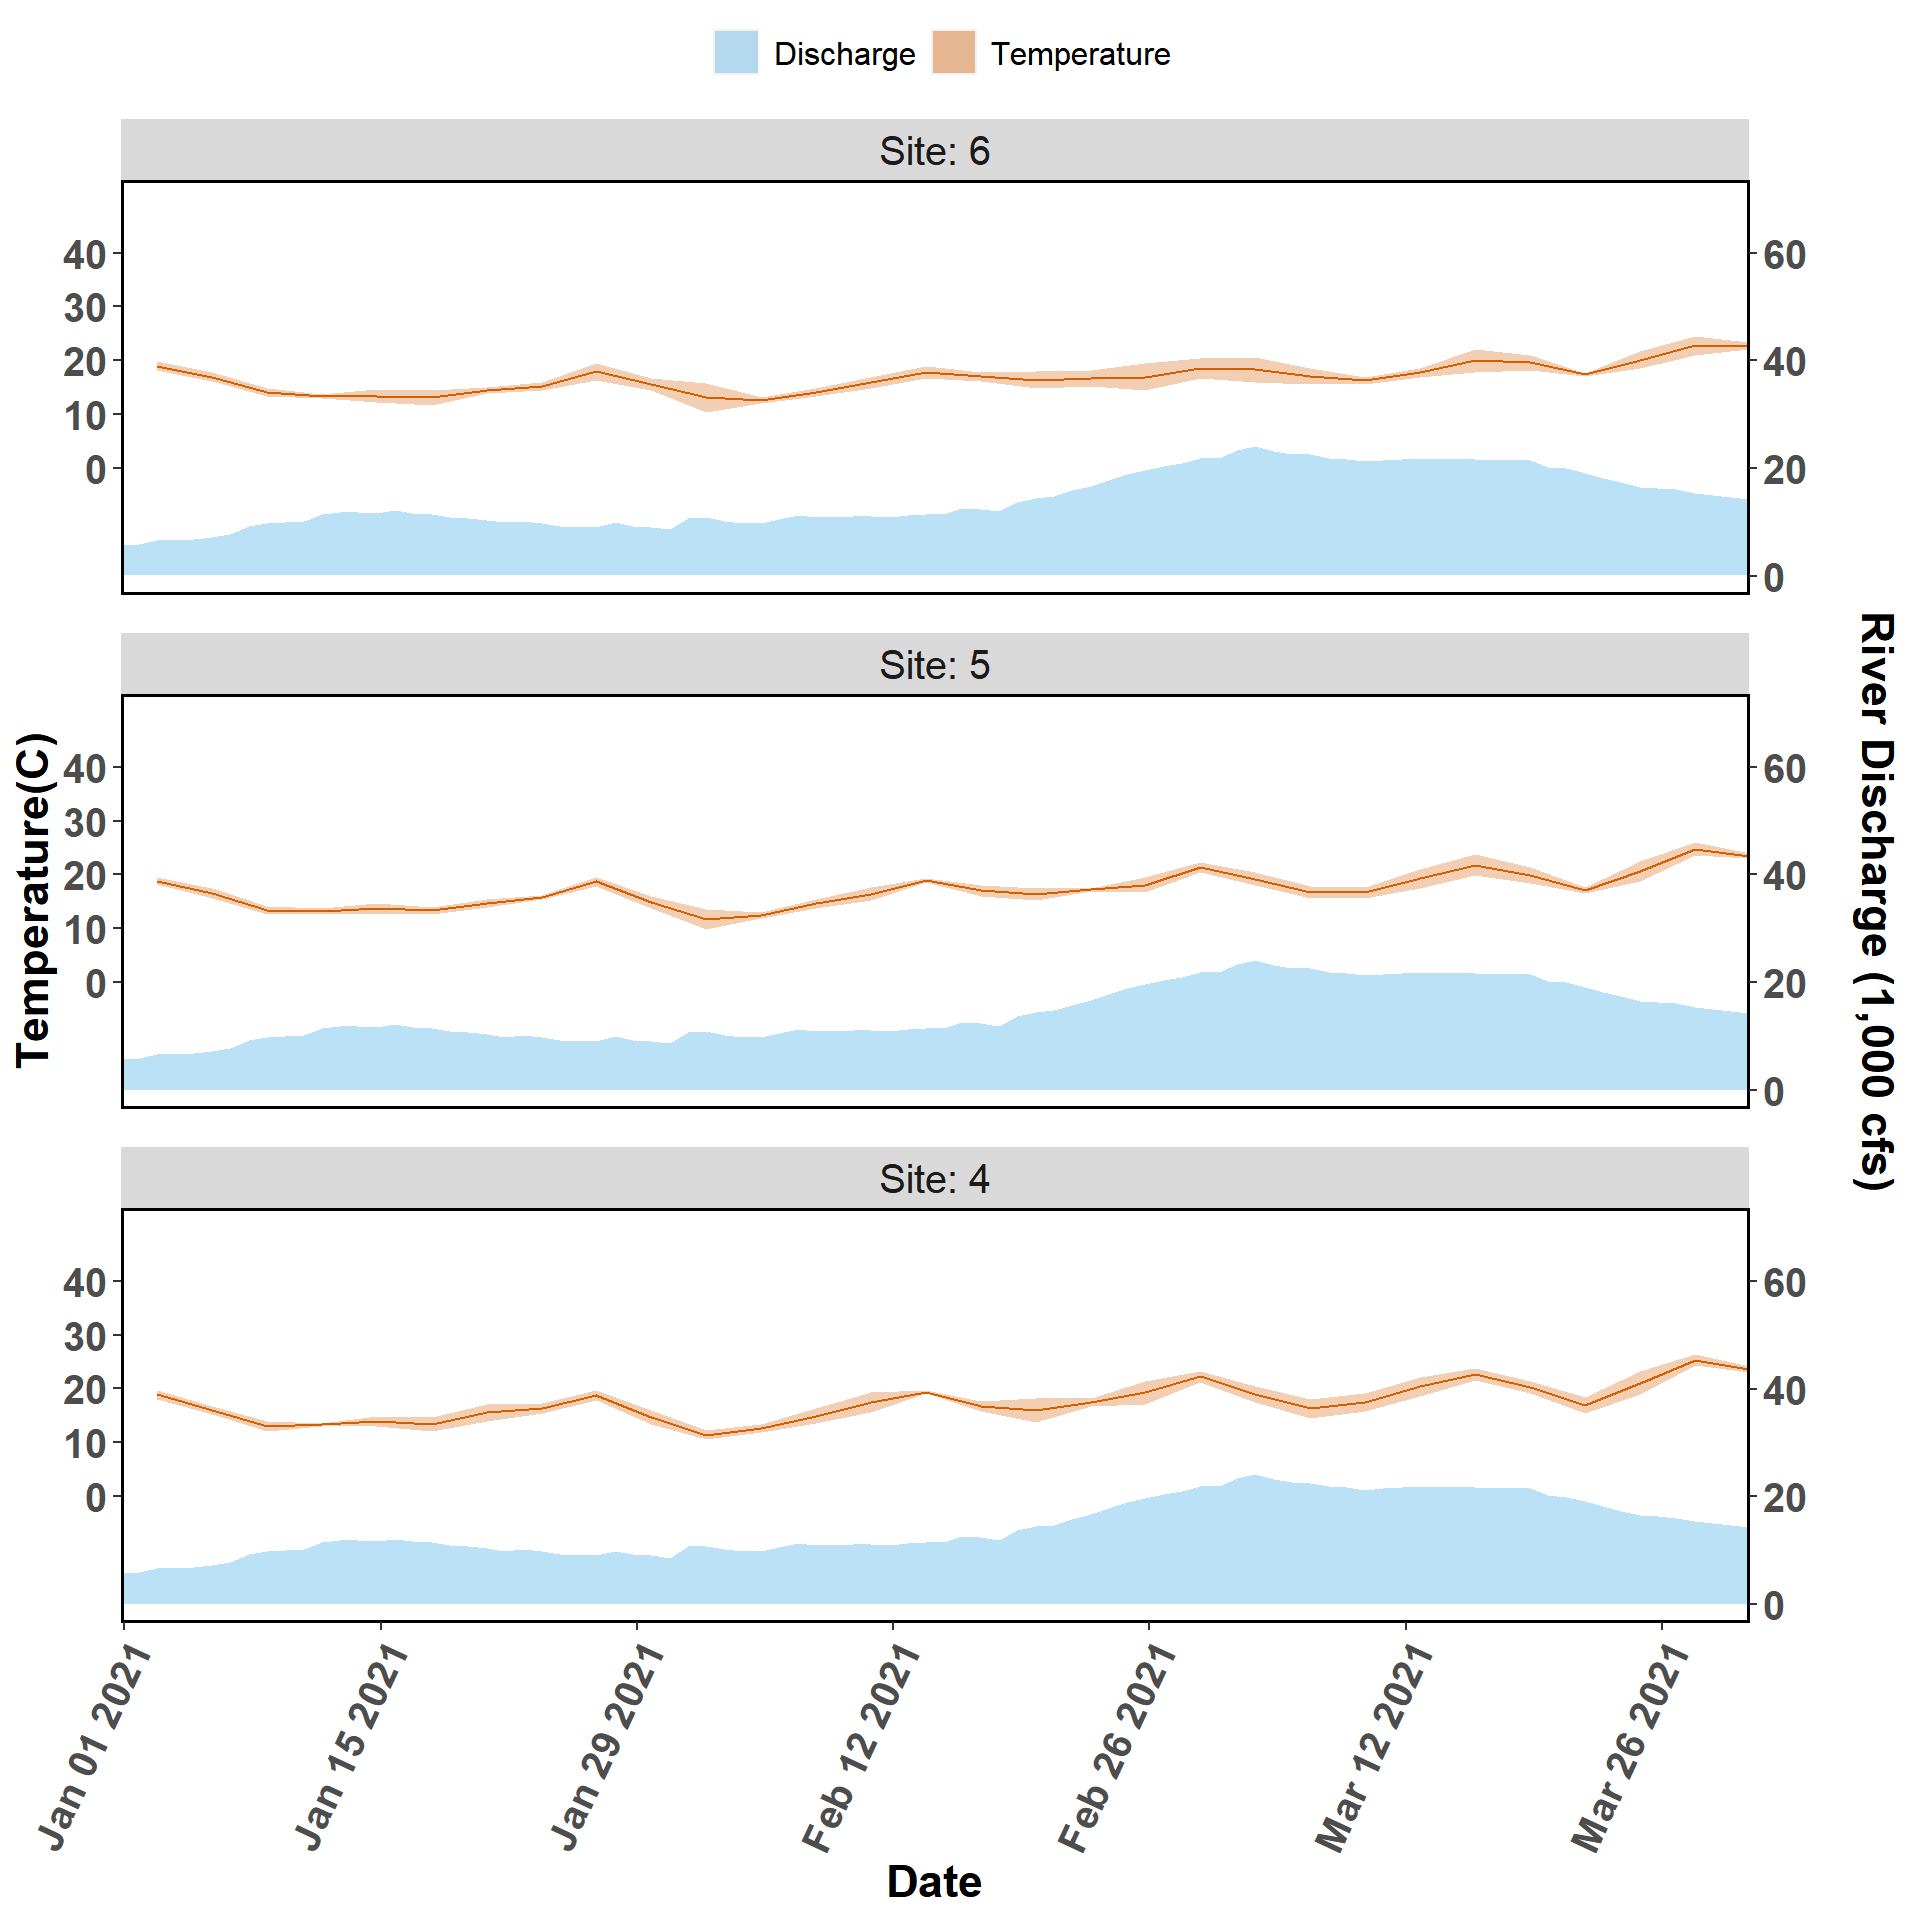 Discharge Temperature
Site: 6
40
30
20
10
0
60
40
20
0
Site: 5
40
30
20
10
0
60
40
20
0
Site: 4
40
30
20
10
0
60
40
20
0
Temperature(C)
River Discharge (1,000 cfs)
Jan 01 2021
Jan 15 2021
Jan 29 2021
Feb 12 2021
Feb 26 2021
Mar 12 2021
Mar 26 2021
Date